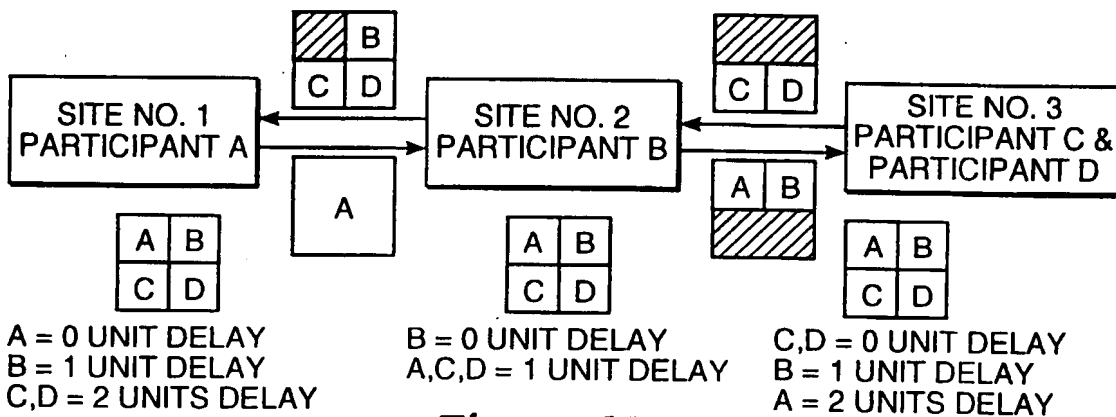 B
C D
C D
SITE NO. 1
PARTICIPANT A
SITE NO. 2
PARTICIPANT B
SITE NO. 3
PARTICIPANT C &
PARTICIPANT D
A
A B
A B
C D
A B
C D
A B
C D
A = 0 UNIT DELAY
B = 1 UNIT DELAY
C,D = 2 UNITS DELAY
B = 0 UNIT DELAY
A,C,D = 1 UNIT DELAY
C,D = 0 UNIT DELAY
B = 1 UNIT DELAY
A = 2 UNITS DELAY